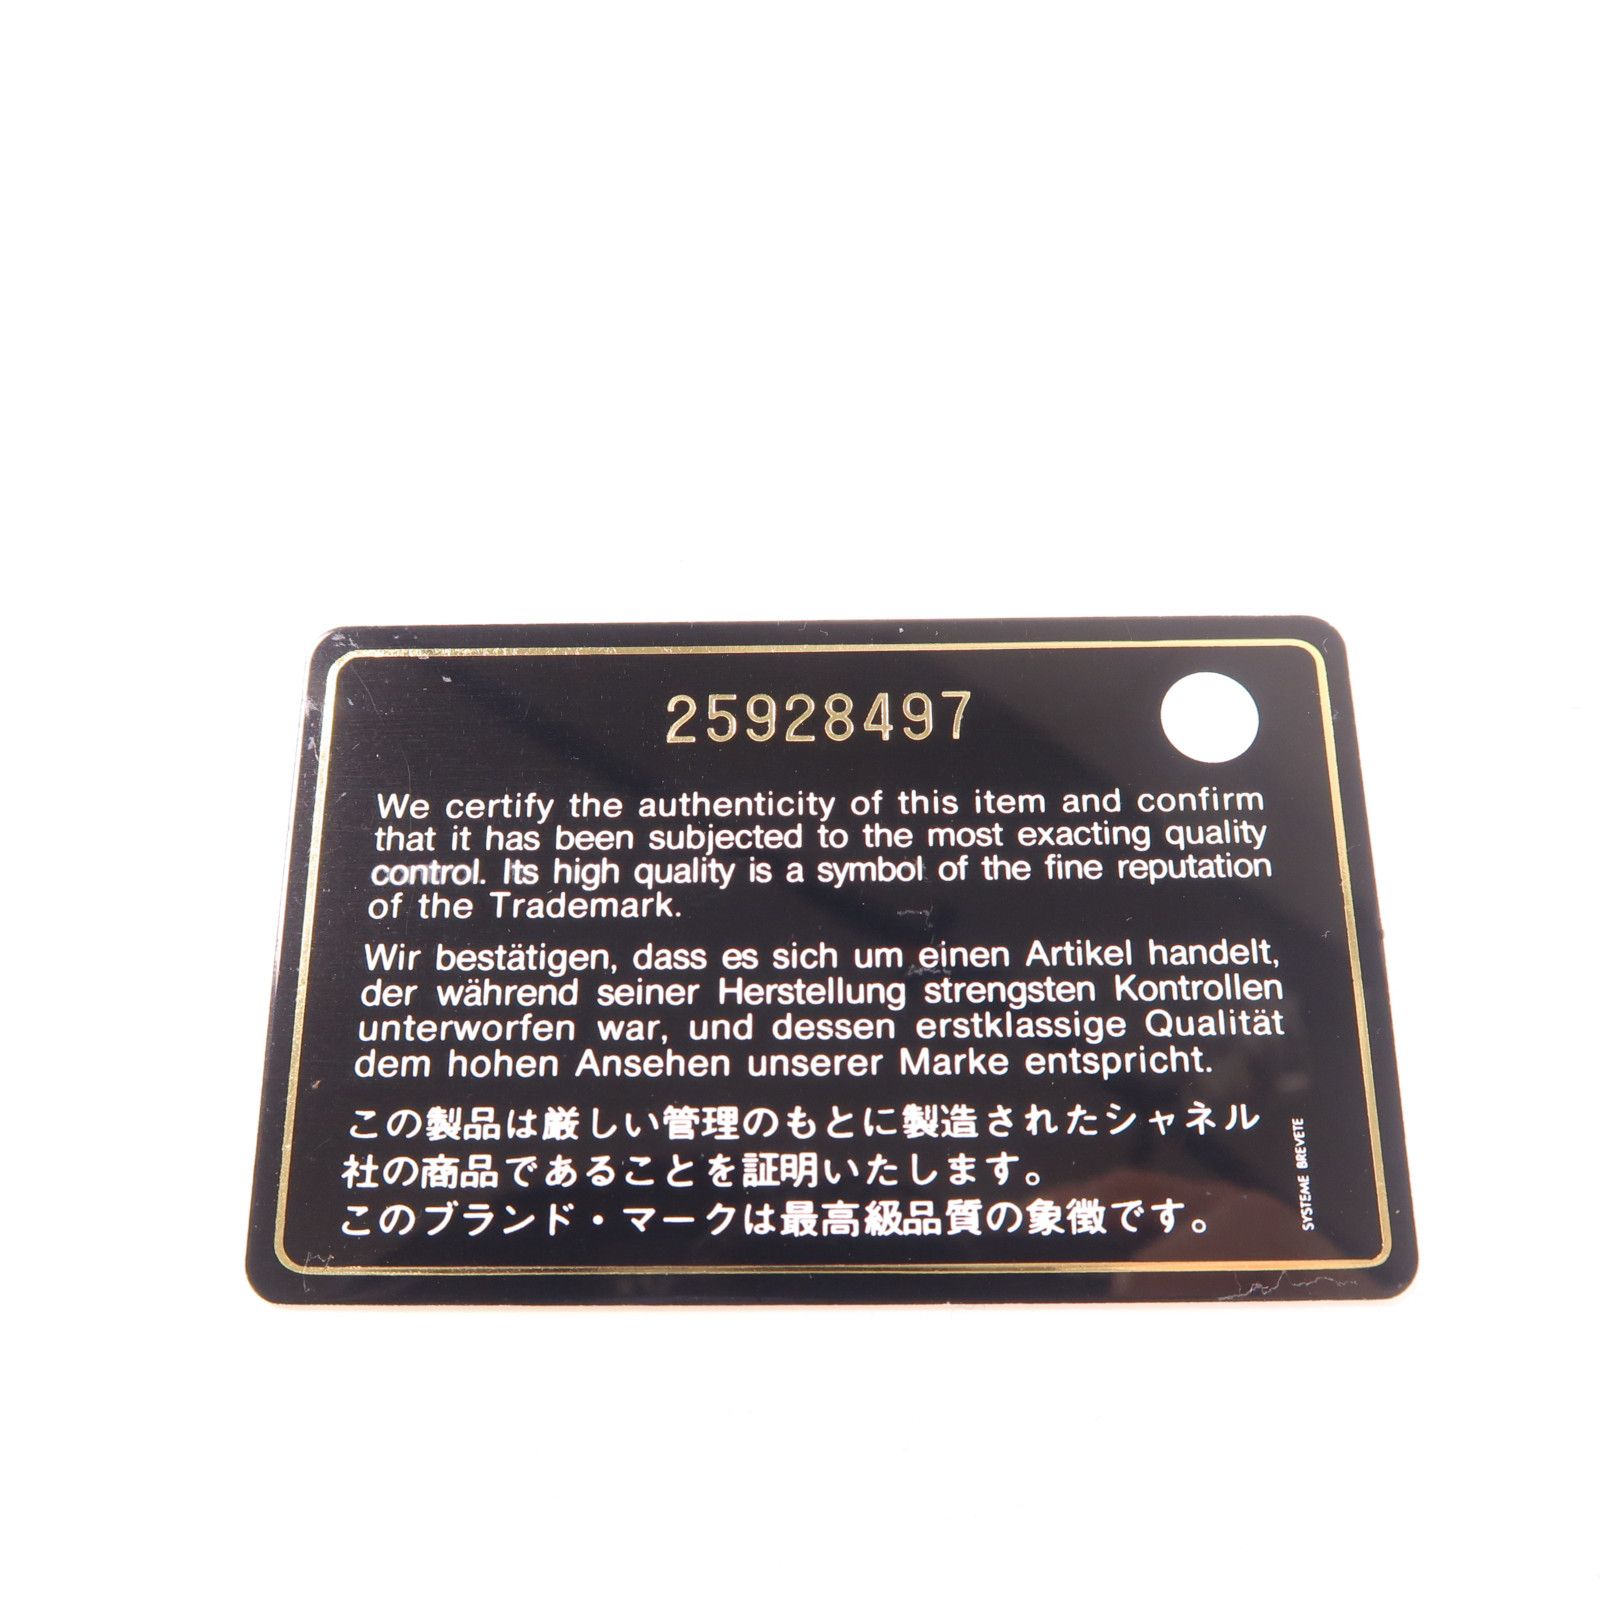 25928497
We certify the authenticity of this item and confirm
that it has been subjected to the most exacting quality
control. Its high quality is a symbol of the fine reputation
of the Trademark.
Wir bestätigen, dass es sich um einen Artikel handelt,
der während seiner Herstellung strengsten Kontrollen
unterworfen war, und dessen erstklassige Qualität
dem hohen Ansehen unserer Marke entspricht.
この製品は厳しい管理のもとに製造されたシャネル
社の商品であることを証明いたします。
このブランド・マークは最高級品質の象徴です。
SYSTEME BREVETE